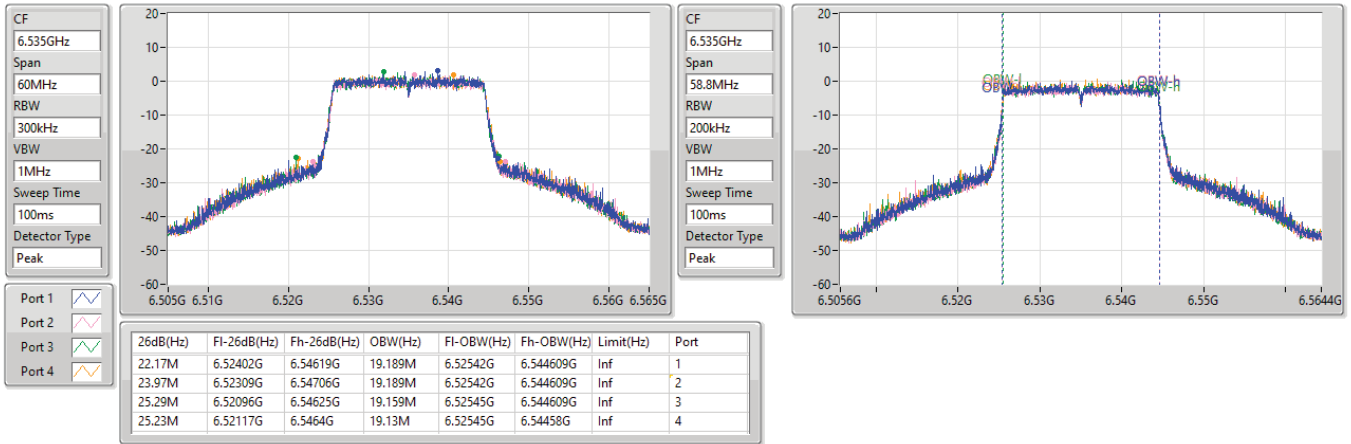 CF
6.535GHz
Span
60MHz
RBW
300kHz
VBW
1MHz
Sweep Time
100ms
Detector Type
Peak
20
10
0
-10
-20
-30
-40
-50
-60
6.505G 6.51G 6.52G 6.53G 6.54G 6.55G 6.56G 6.565G
CF
6.535GHz
Span
58.8MHz
RBW
200kHz
VBW
1MHz
Sweep Time
100ms
Detector Type
Peak
20
10
0
-10
-20
-30
-40
-50
-60
OBW-l OBW-h
6.5056G 6.52G 6.53G 6.54G 6.55G 6.5644G
Port 1
Port 2
Port 3
Port 4
26dB(Hz) Fl-26dB(Hz) Fh-26dB(Hz) OBW(Hz) Fl-OBW(Hz) Fh-OBW(Hz) Limit(Hz) Port
22.17M 6.52402G 6.54619G 19.189M 6.52542G 6.544609G Inf 1
23.97M 6.52309G 6.54706G 19.189M 6.52542G 6.544609G Inf 2
25.29M 6.52096G 6.54625G 19.159M 6.52545G 6.544609G Inf 3
25.23M 6.52117G 6.5464G 19.13M 6.52545G 6.54458G Inf 4